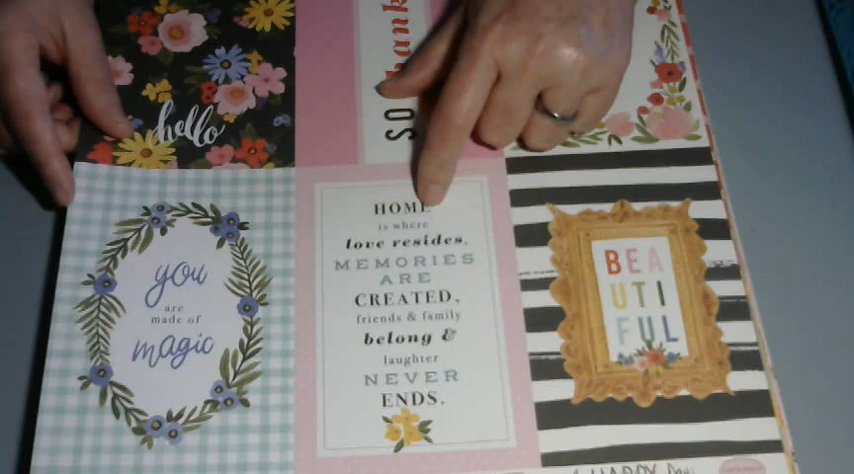 hello
SO
you
are
made of
magic
HOME
is where
love resides,
MEMORIES
ARE
CREATED,
friends & family
belong &
laughter
NEVER
ENDS.
BEA
UTI
FUL
HAPPY